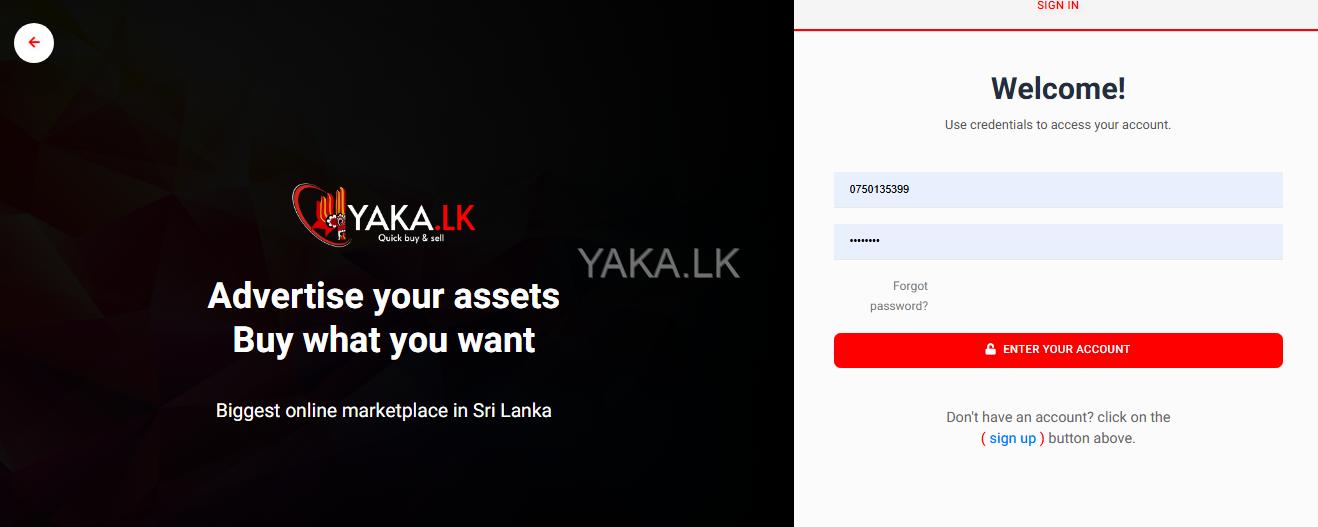 YAKA.LK
Quick buy & sell
YAKA.LK
Advertise your assets
Buy what you want
Biggest online marketplace in Sri Lanka
SIGN IN
Welcome!
Use credentials to access your account.
0750135399
••••••••
Forgot
password?
ENTER YOUR ACCOUNT
Don't have an account? click on the
( sign up ) button above.